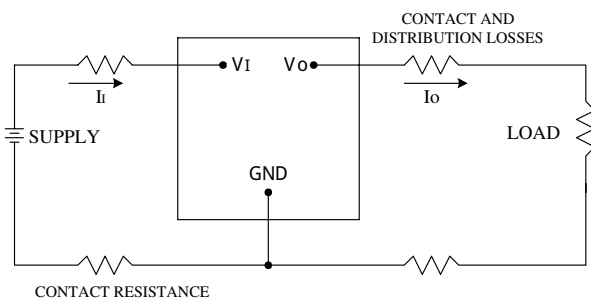 CONTACT AND
DISTRIBUTION LOSSES
VI
VO
II
IO
SUPPLY
LOAD
GND
CONTACT RESISTANCE